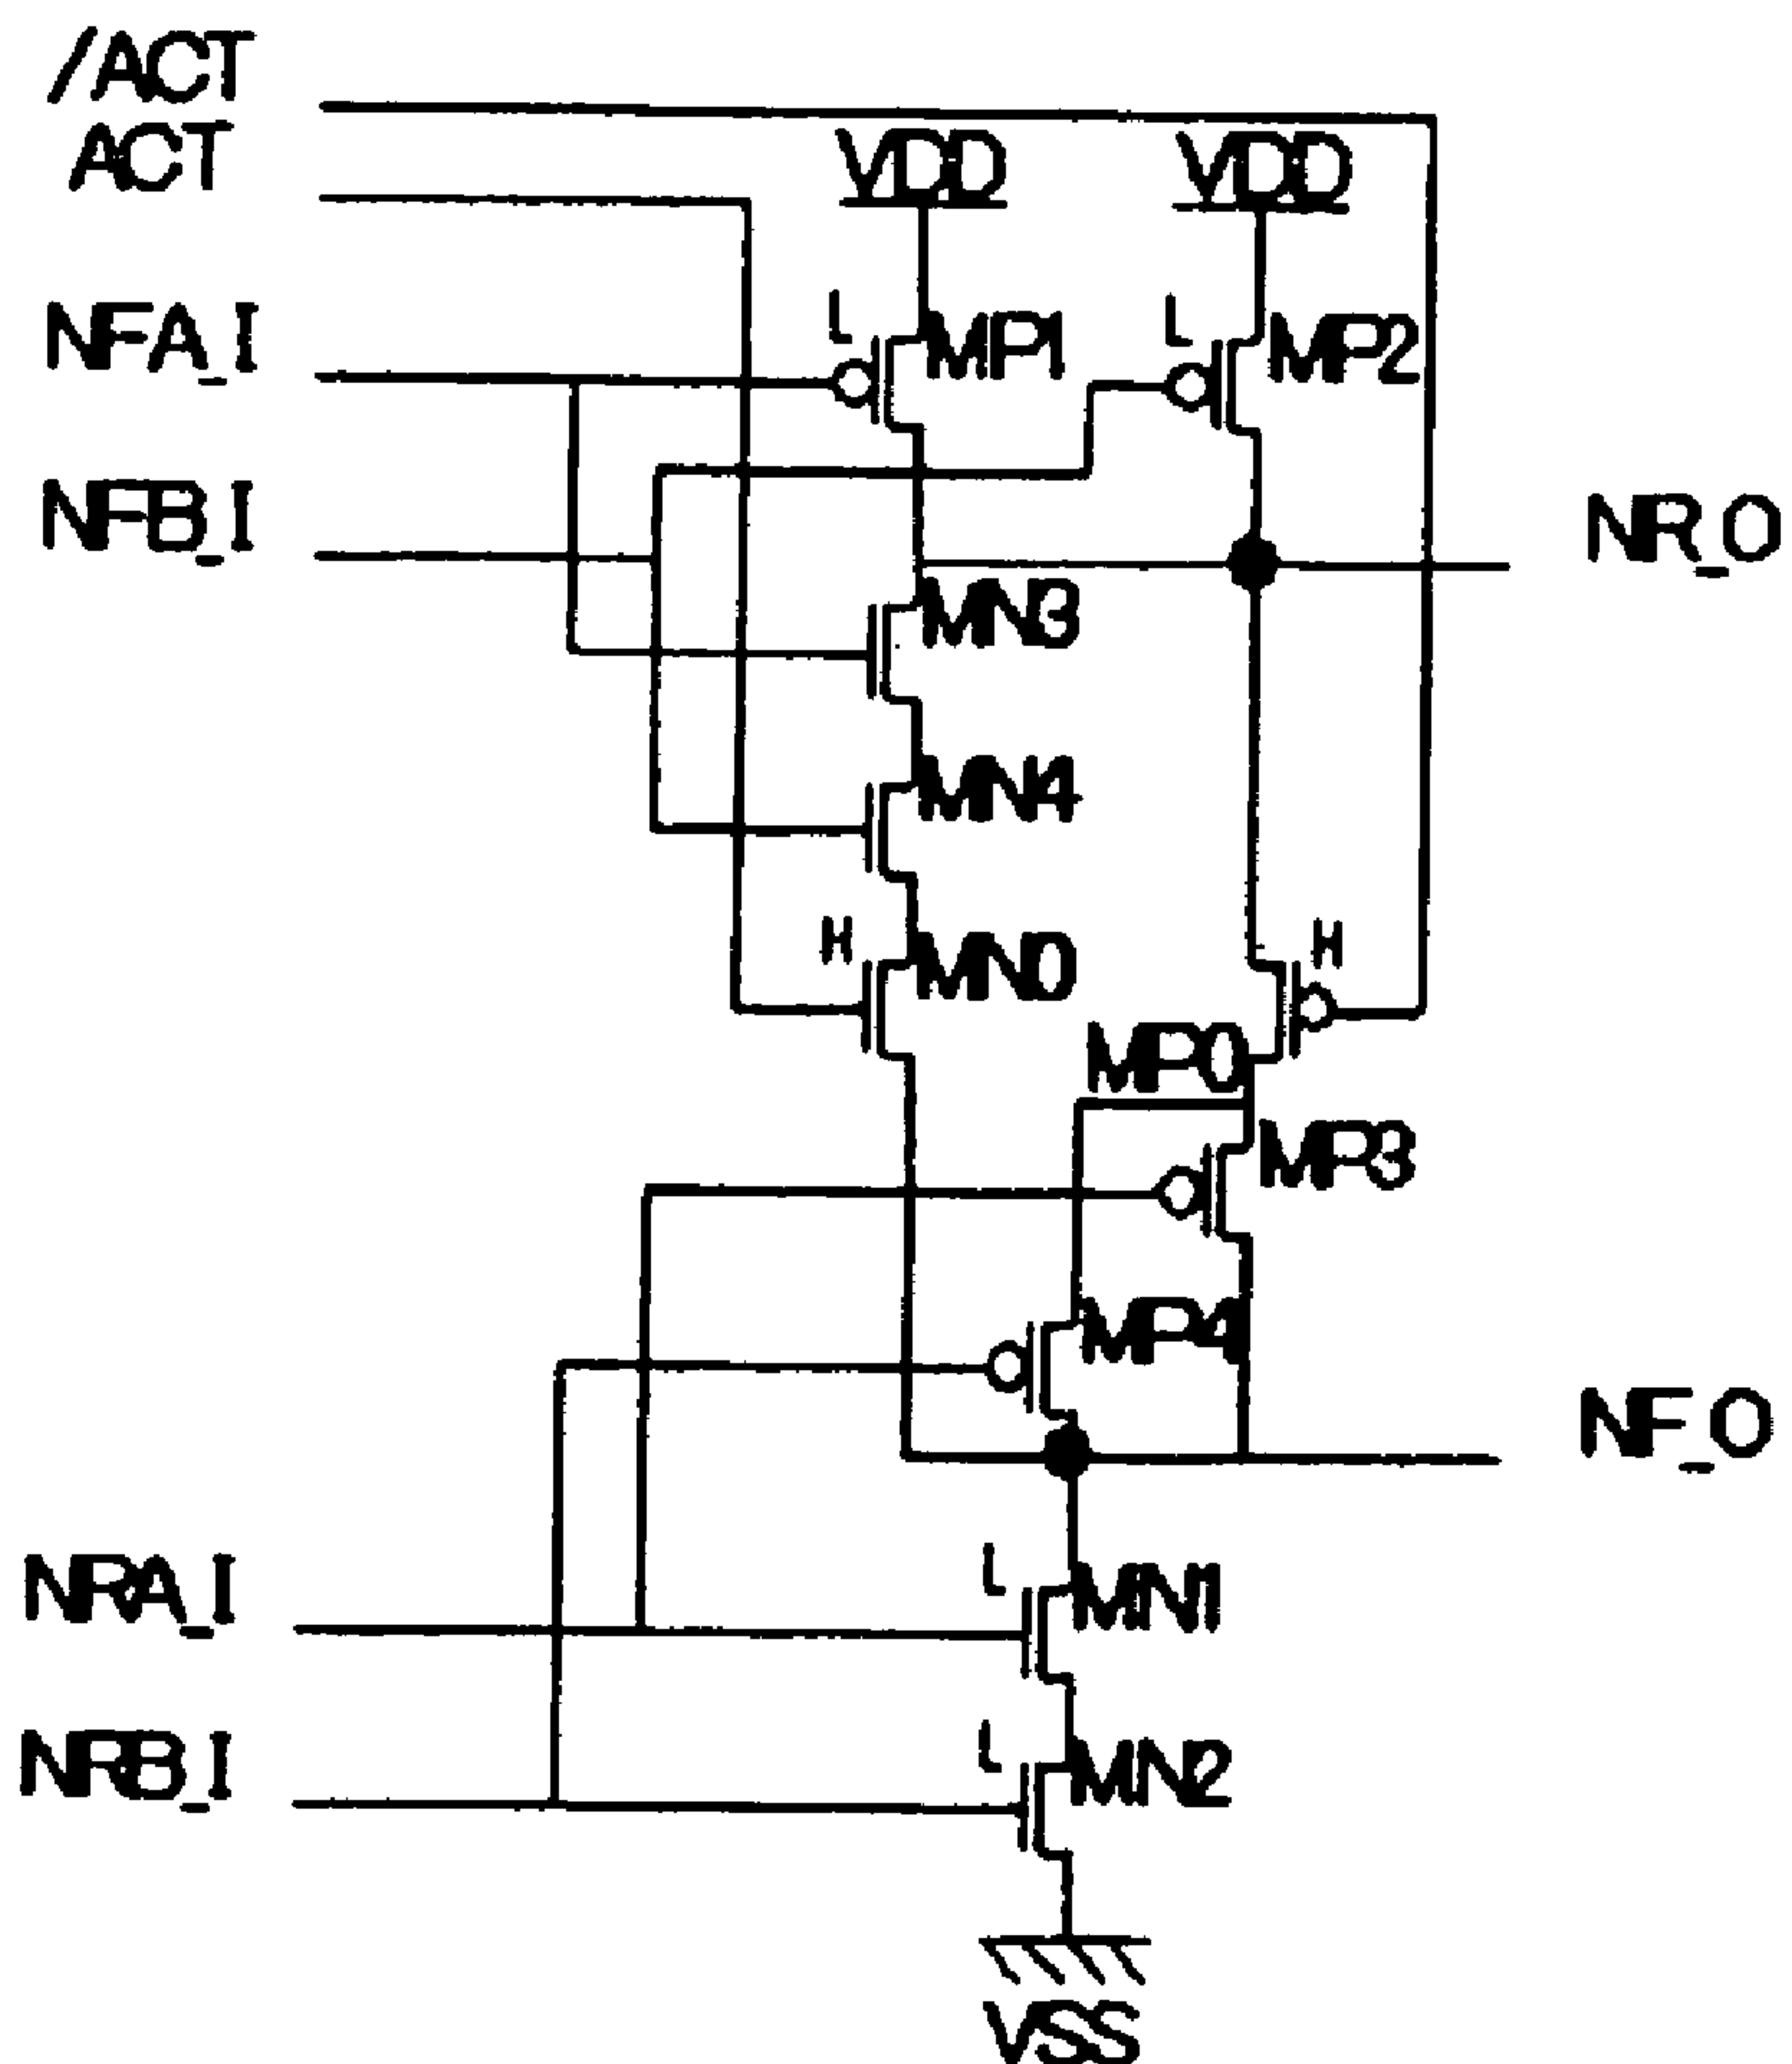 /ACT
ACT
VDD VDD
NFA_I
L MP1 L MP2
NFB_I
NR_O
MN3
MN4
H MN0 H
MP0
MP3
MP4
NF_O
NRA_I
L MN1
NRB_I
L MN2
VSS